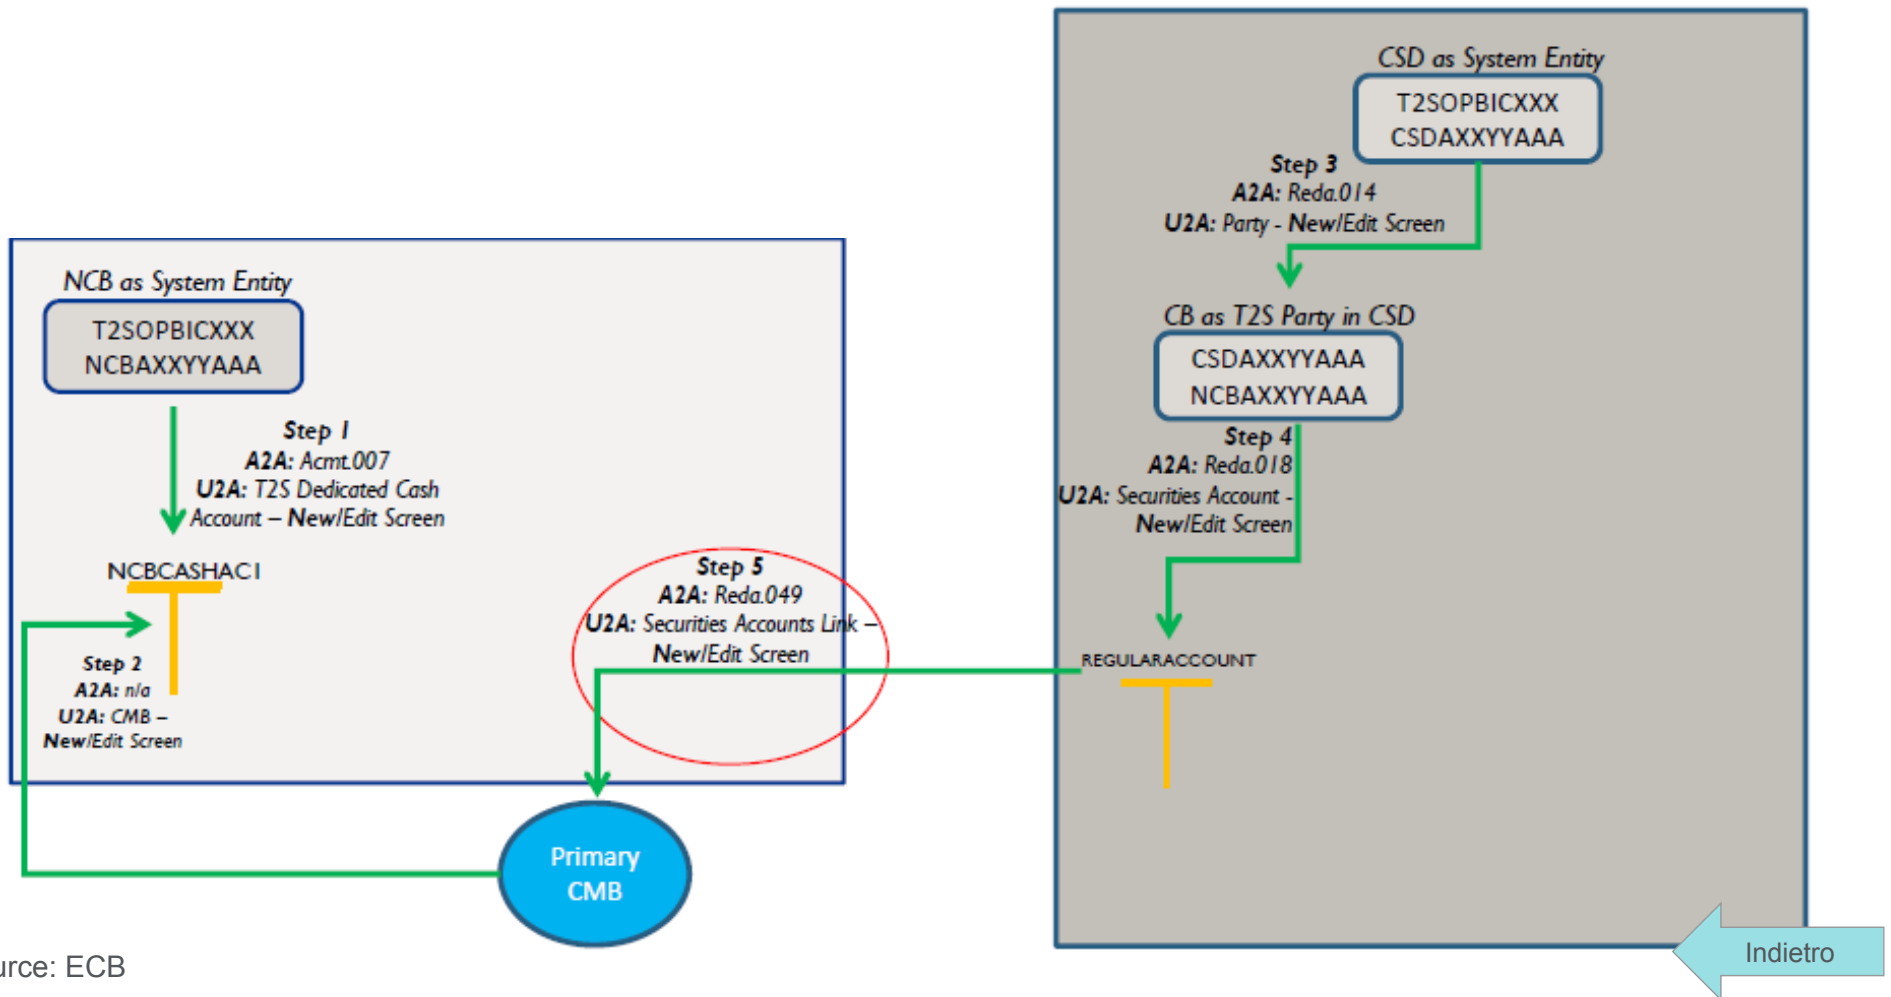 CSD as System Entity
T2SOPBICXXX
CSDAXXYYAAA
Step 3
A2A: Reda.014
U2A: Party - New/Edit Screen
CB as T2S Party in CSD
CSDAXXYYAAA
NCBAXXYYAAA
Step 4
A2A: Reda.018
U2A: Securities Account -
New/Edit Screen
REGULARACCOUNT
NCB as System Entity
T2SOPBICXXX
NCBAXXYYAAA
Step 1
A2A: Acmt.007
U2A: T2S Dedicated Cash
Account – New/Edit Screen
NCBCASHAC1
Step 2
A2A: n/a
U2A: CMB –
New/Edit Screen
Step 5
A2A: Reda.049
U2A: Securities Accounts Link –
New/Edit Screen
Primary
CMB
urce: ECB
Indietro